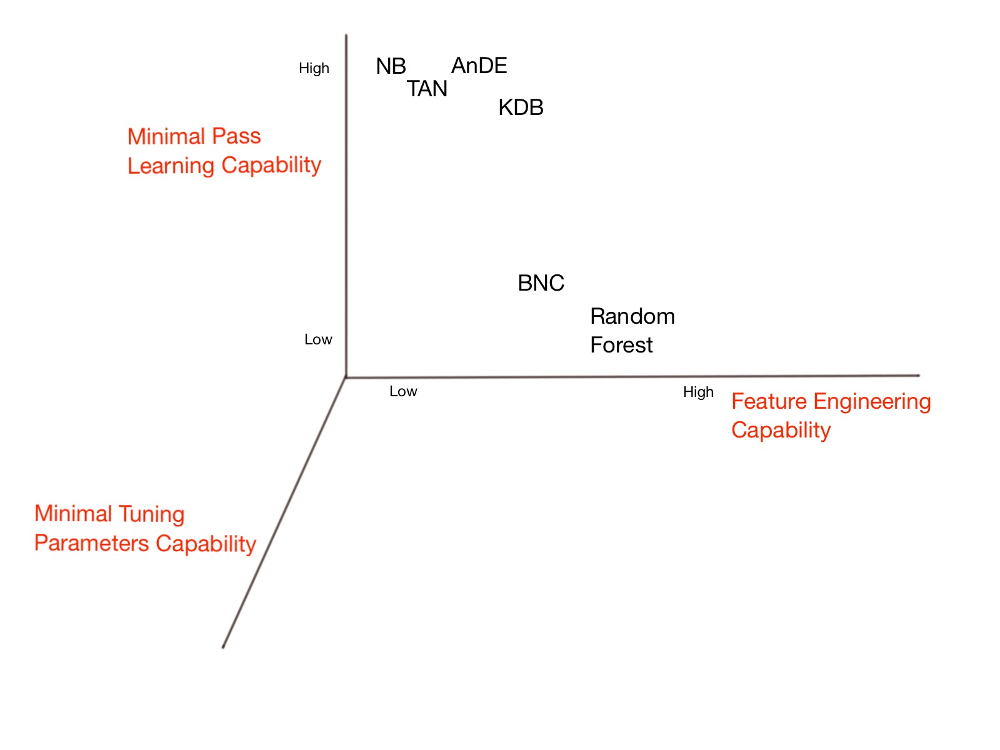 High
NB
AnDE
TAN
KDB
Minimal Pass
Learning Capability
BNC
Random
Forest
Low
Low
High
Feature Engineering
Capability
Minimal Tuning
Parameters Capability